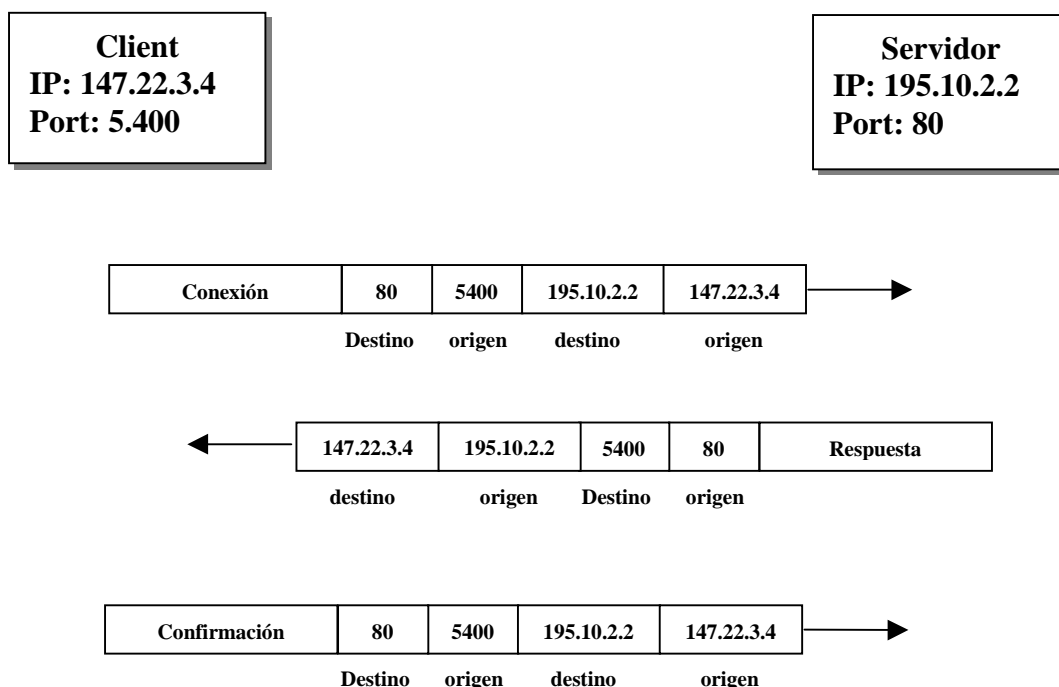 Client
IP: 147.22.3.4
Port: 5.400
Servidor
IP: 195.10.2.2
Port: 80
Conexión 80 5400 195.10.2.2 147.22.3.4
Destino origen destino origen
147.22.3.4 195.10.2.2 5400 80 Respuesta
destino origen Destino origen
Confirmación 80 5400 195.10.2.2 147.22.3.4
Destino origen destino origen